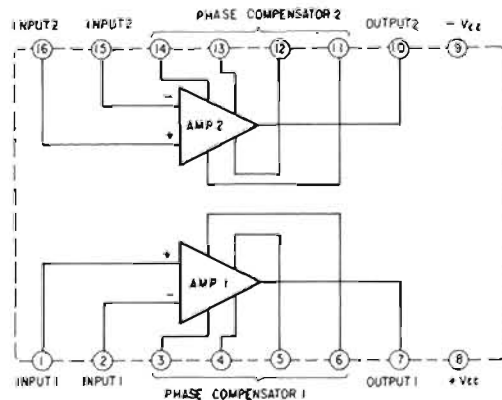 PHASE COMPENSATOR 2
INPUT2 INPUT2 OUTPUT2 - Vcc
16 15 14 13 12 11 10 9
-
AMP 2
+
+
AMP 1
-
1 2 3 4 5 6 7 8
INPUT1 INPUT1 OUTPUT1 + Vcc
PHASE COMPENSATOR 1